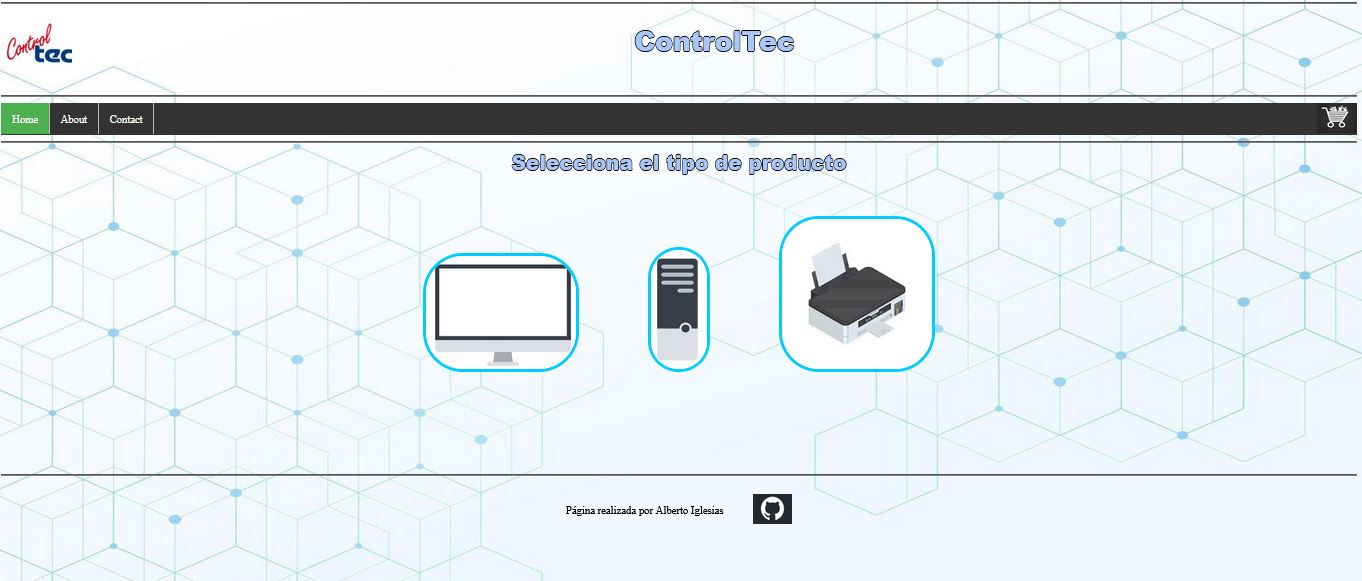 Control
tec
ControlTec
Home About Contact
Selecciona el tipo de producto
Página realizada por Alberto Iglesias